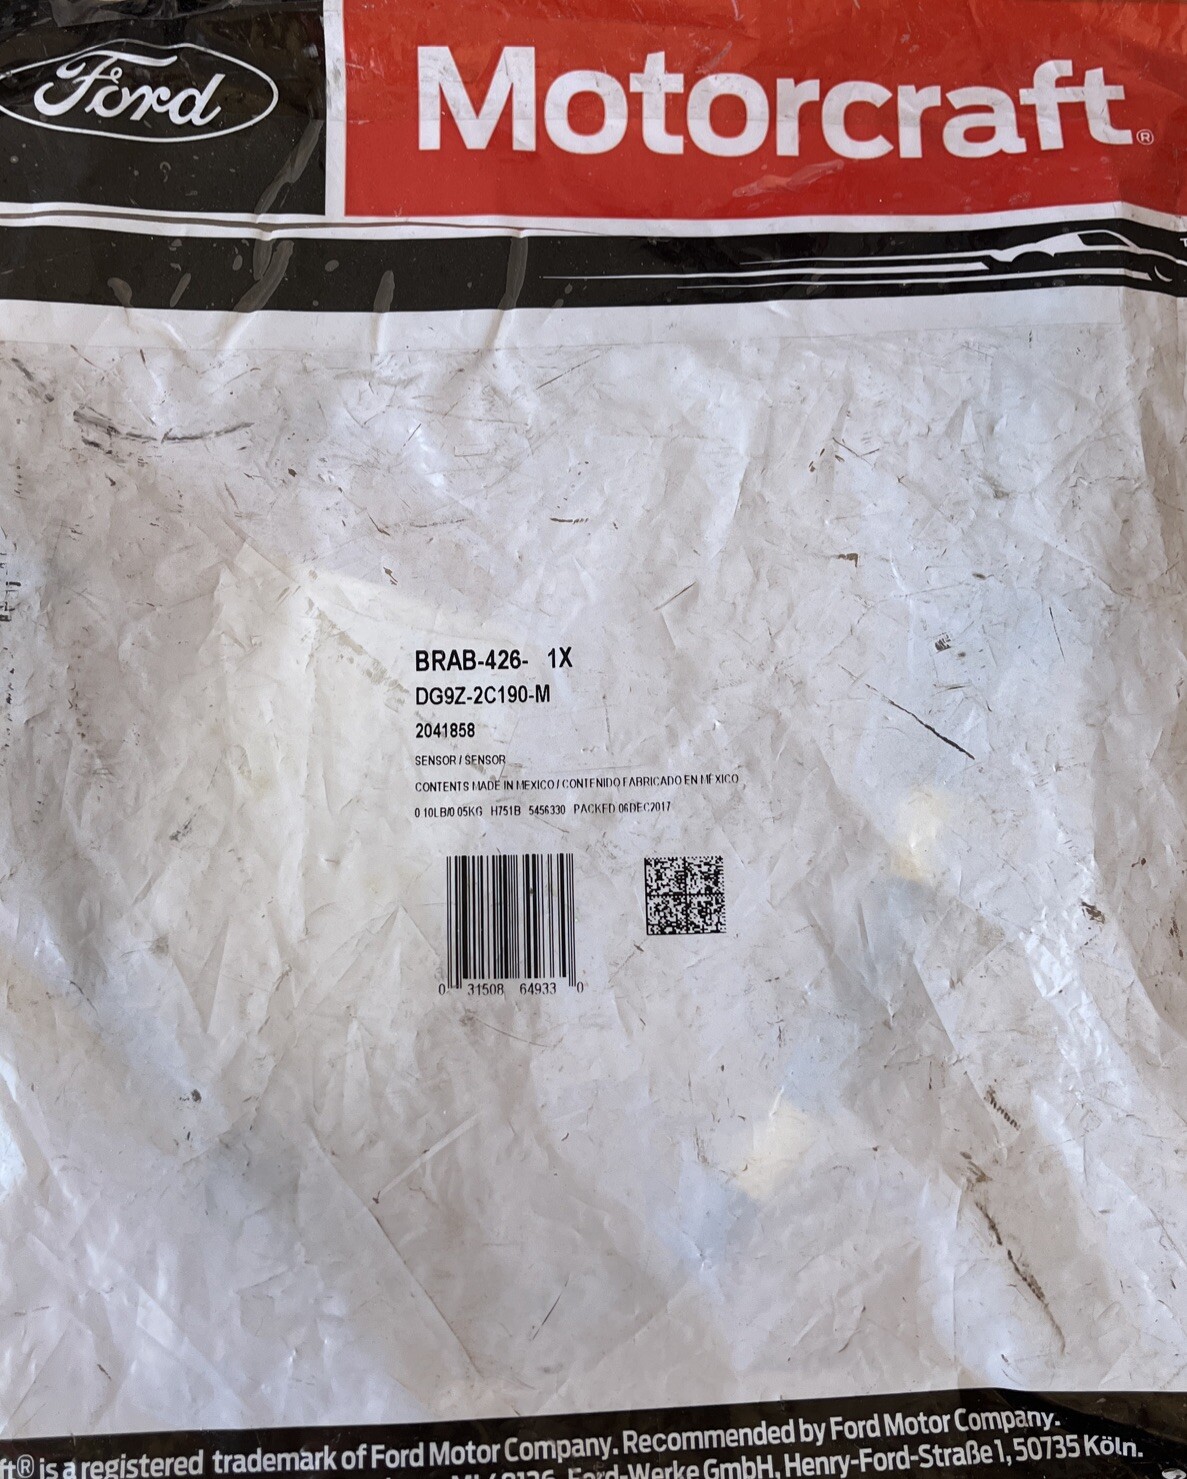 Ford
Motorcraft®
BRAB-426- 1X
DG9Z-2C190-M
2041858
SENSOR / SENSOR
CONTENTS MADE IN MEXICO / CONTENIDO FABRICADO EN MÉXICO
0 10LB/0 05KG H751B 5456330 PACKED 06DEC2017
0 31508 64933 0
ft® is a registered trademark of Ford Motor Company. Recommended by Ford Motor Company.
Ford-Werke GmbH, Henry-Ford-Straße 1, 50735 Köln.